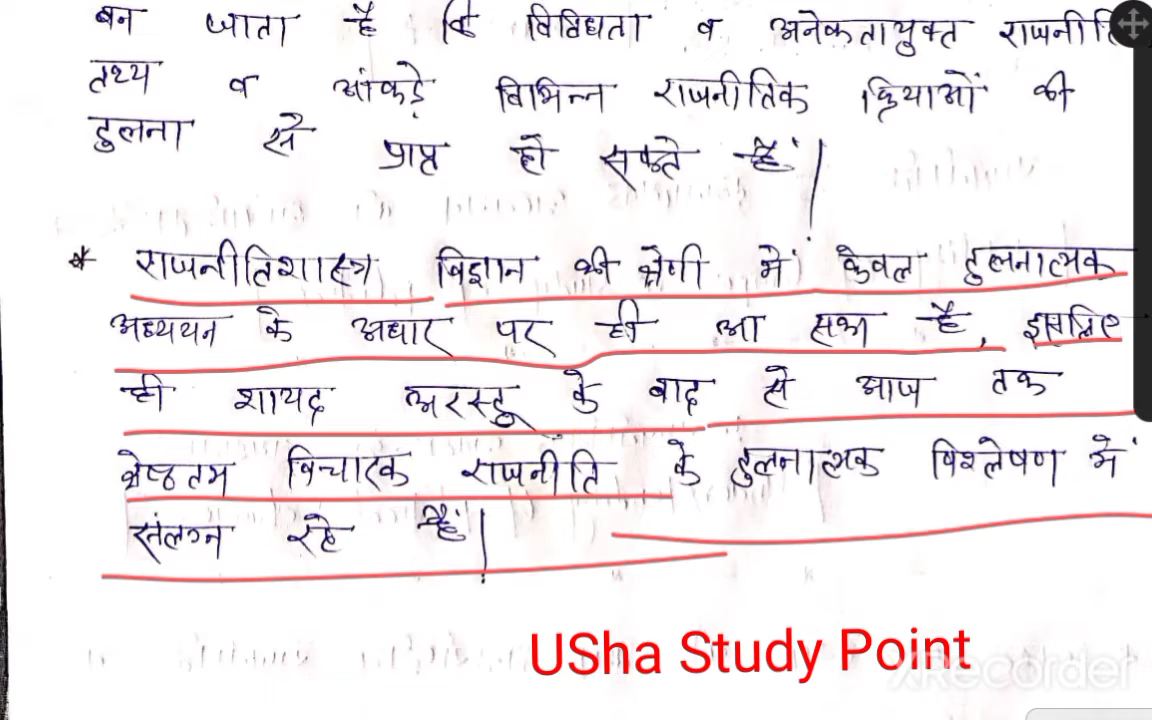 बन जाता है कि विविधता व अनेकतायुक्त राजनीति
तथ्य व आंकड़े विभिन्न राजनीतिक क्रियाओं की
तुलना से प्राप्त हो सकते हैं|
* राजनीतिशास्त्र विज्ञान की श्रेणी में केवल तुलनात्मक
अध्ययन के अधार पर ही आ सका है, इसलिए
ही शायद अरस्तू के बाद से आज तक
श्रेष्ठतम विचारक राजनीति के तुलनात्मक विश्लेषण में
संलग्न रहे हैं|
USha Study Point
XRecorder